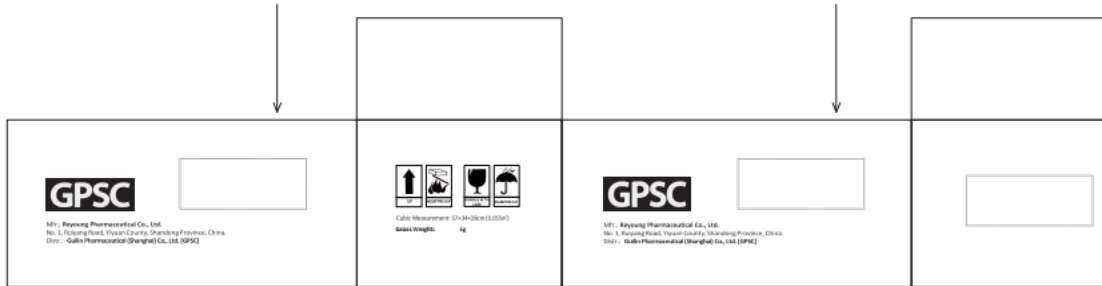 GPSC
Mfr.: Reyoung Pharmaceutical Co., Ltd.
No. 1, Ruiyang Road, Yiyuan County, Shandong Province, China.
Distr.: Guilin Pharmaceutical (Shanghai) Co., Ltd. [GPSC]
UP
Cubic Measurement: 57×34×28cm (0.055m³)
Gross Weight: kg
GPSC
Mfr.: Reyoung Pharmaceutical Co., Ltd.
No. 1, Ruiyang Road, Yiyuan County, Shandong Province, China.
Distr.: Guilin Pharmaceutical (Shanghai) Co., Ltd. [GPSC]